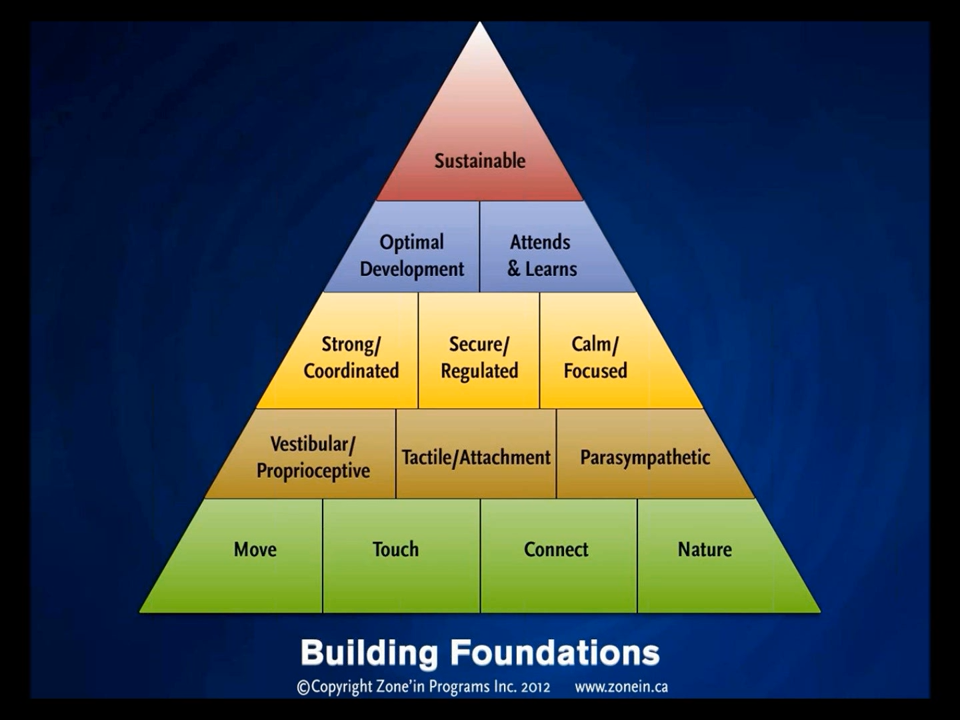 Sustainable
Optimal
Development
Attends
& Learns
Strong/
Coordinated
Secure/
Regulated
Calm/
Focused
Vestibular/
Proprioceptive
Tactile/Attachment
Parasympathetic
Move
Touch
Connect
Nature
Building Foundations
©Copyright Zone'in Programs Inc. 2012 www.zonein.ca